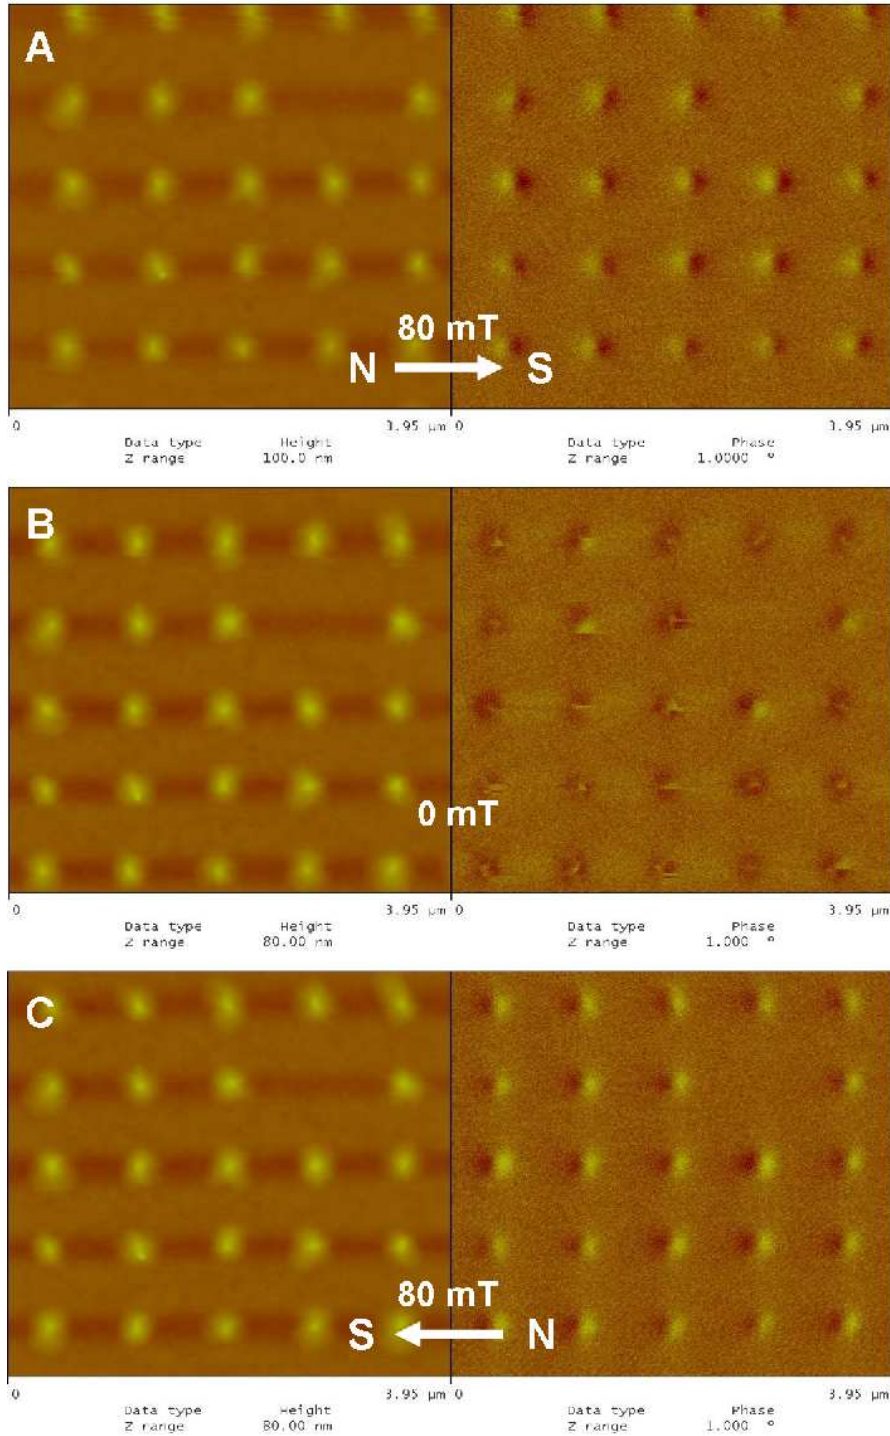 A
80 mT
N S
0 3.95 µm 0 3.95 µm
Data type Height Data type Phase
Z range 100.0 nm Z range 1.0000 º
B
0 mT
0 3.95 µm 0 3.95 µm
Data type Height Data type Phase
Z range 80.00 nm Z range 1.000 º
C
80 mT
S N
0 3.95 µm 0 3.95 µm
Data type Height Data type Phase
Z range 80.00 nm Z range 1.000 º